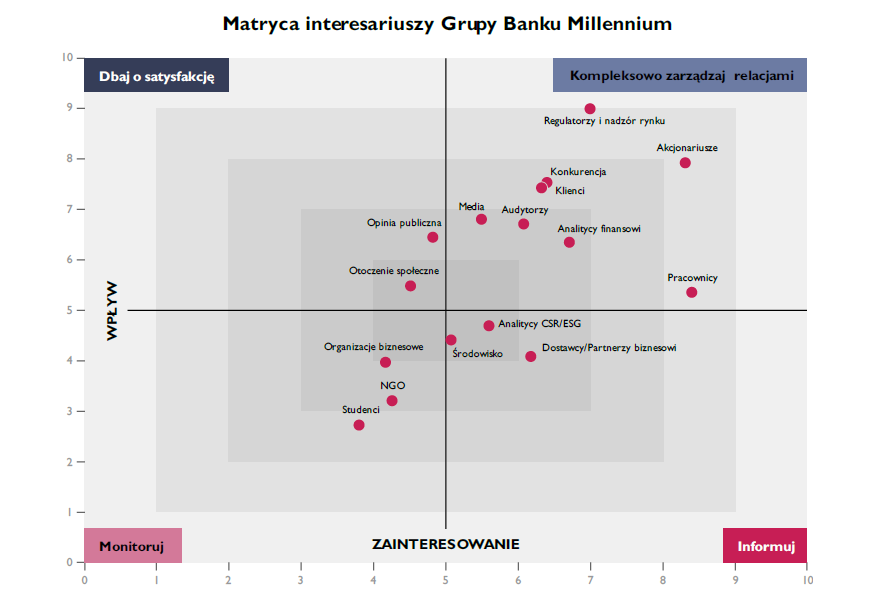 Matryca interesariuszy Grupy Banku Millennium
10
Dbaj o satysfakcję
Kompleksowo zarządzaj relacjami
9
Regulatorzy i nadzór rynku
Akcjonariusze
8
Konkurencja
Klienci
7
Media
Audytorzy
Opinia publiczna
Analitycy finansowi
6
Otoczenie społeczne
Pracownicy
WPŁYW
5
Analitycy CSR/ESG
Organizacje biznesowe
Środowisko
Dostawcy/Partnerzy biznesowi
4
NGO
3
Studenci
2
1
Monitoruj
ZAINTERESOWANIE
Informuj
0
0 1 2 3 4 5 6 7 8 9 10